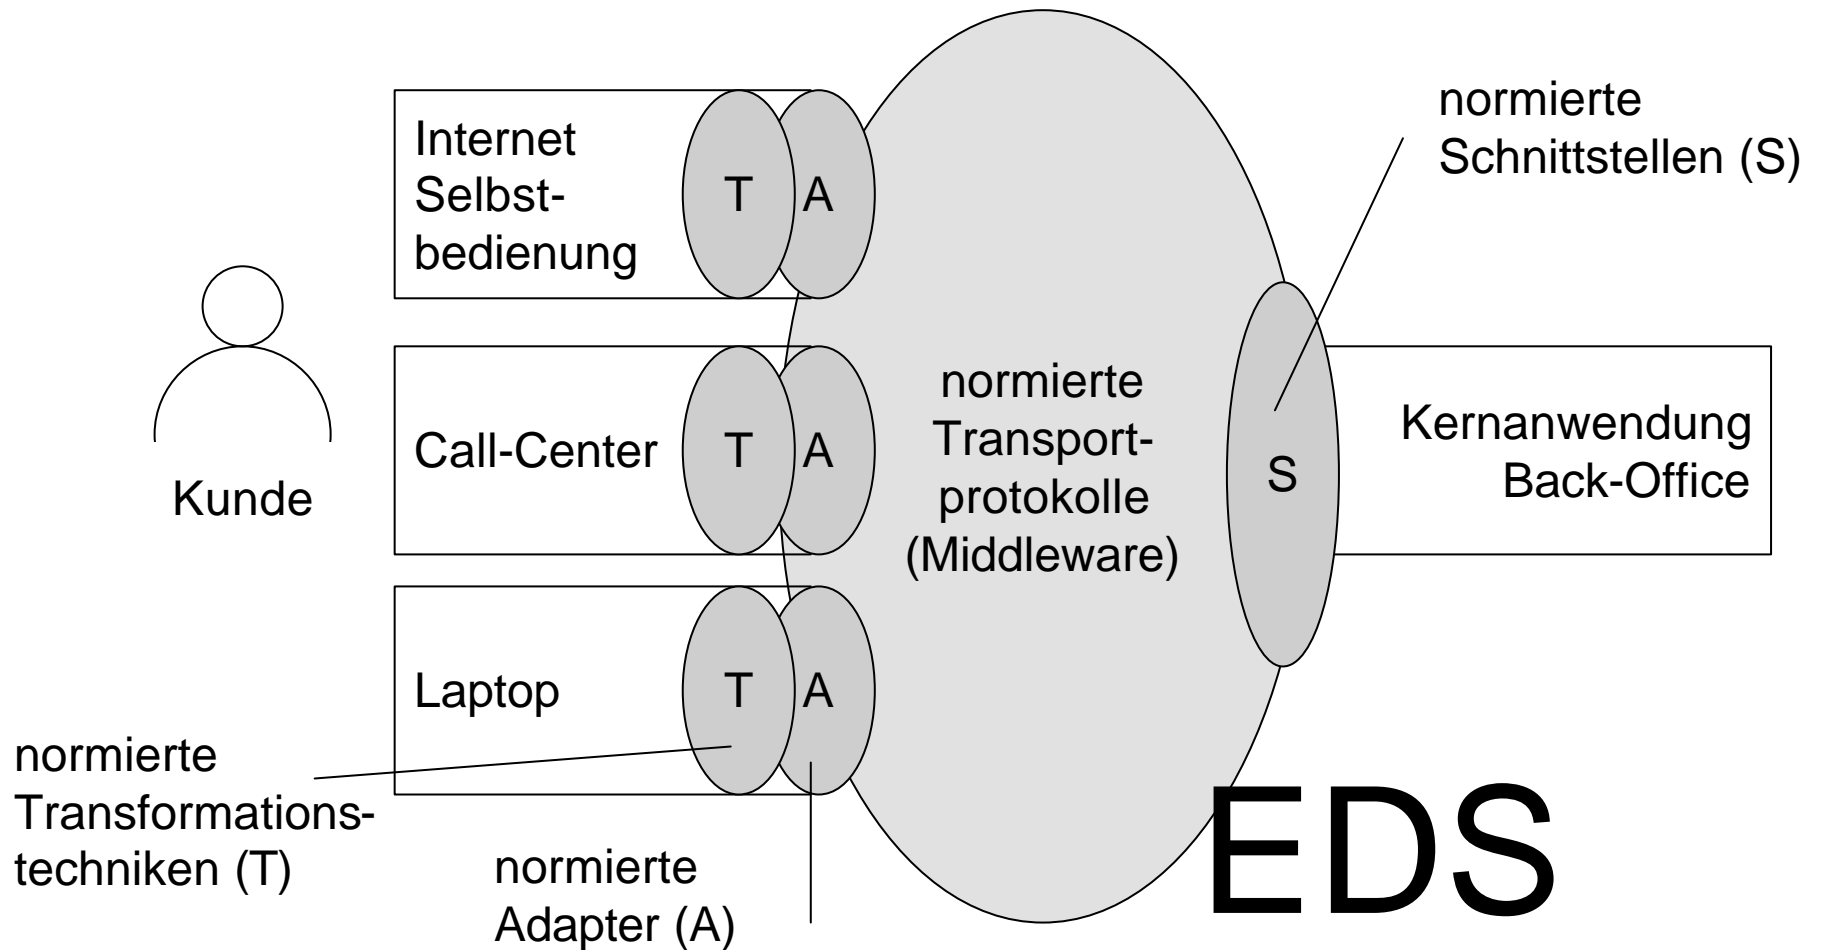 normierte
Schnittstellen (S)
Internet
Selbst-
bedienung
T A
Kunde
Call-Center
T A
normierte
Transport-
protokolle
(Middleware)
S
Kernanwendung
Back-Office
Laptop
T A
normierte
Transformations-
techniken (T)
normierte
Adapter (A)
EDS